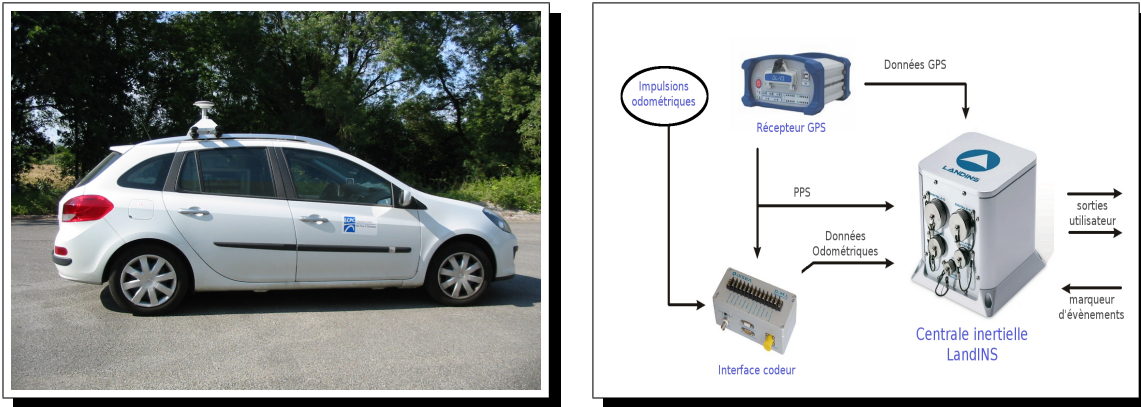 LCPC
Impulsions
odométriques
Données GPS
Récepteur GPS
LANDINS
PPS
sorties
utilisateur
Données
Odométriques
marqueur
d'évènements
Centrale inertielle
LandINS
Interface codeur